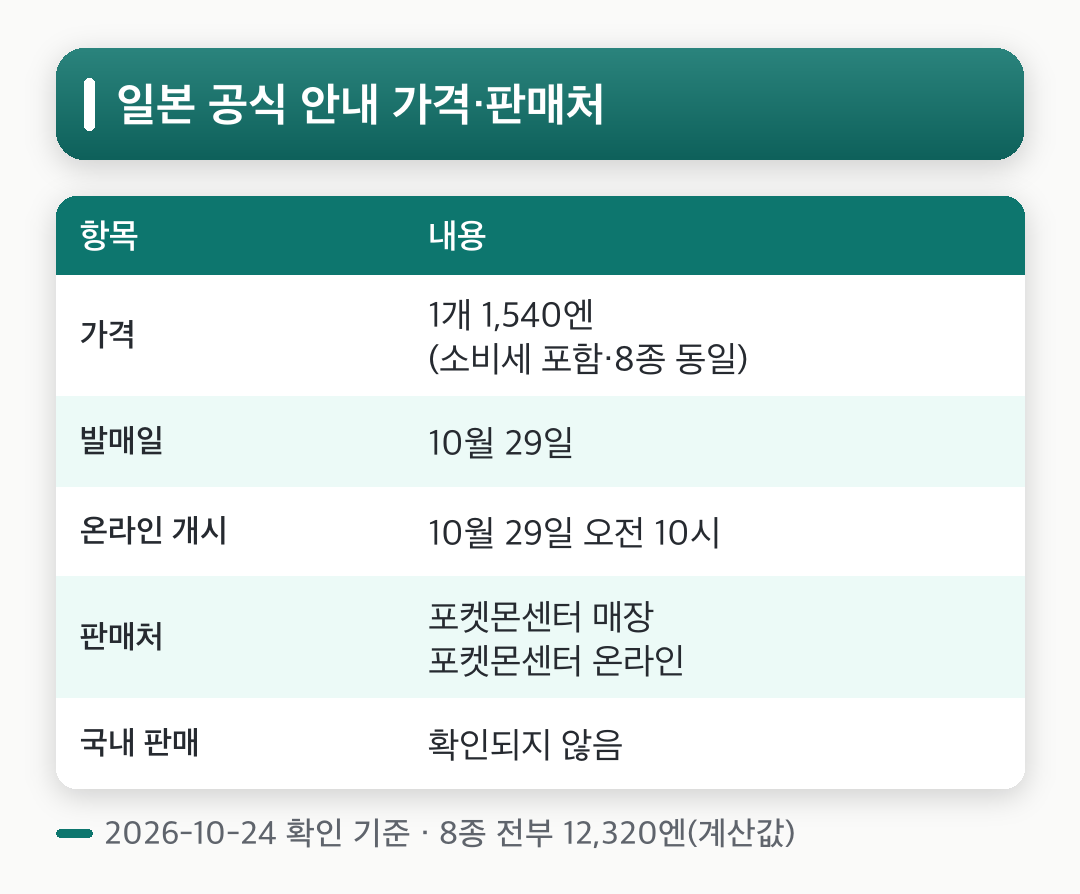 일본 공식 안내 가격·판매처
항목 내용
가격 1개 1,540엔
(소비세 포함·8종 동일)
발매일 10월 29일
온라인 개시 10월 29일 오전 10시
판매처 포켓몬센터 매장
포켓몬센터 온라인
국내 판매 확인되지 않음
2026-10-24 확인 기준 · 8종 전부 12,320엔(계산값)